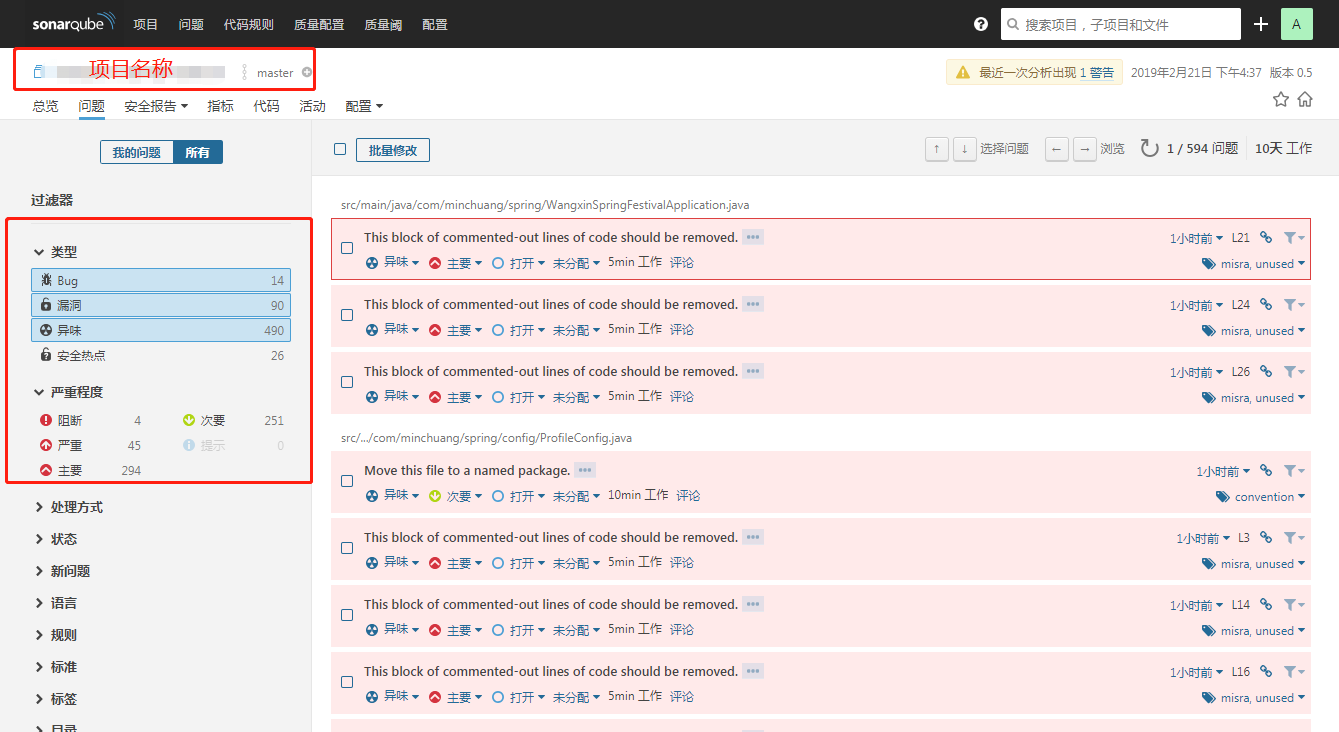 sonarqube 项目 问题 代码规则 质量配置 质量阈 配置 搜索项目，子项目和文件 A
项目名称 master 最近一次分析出现 1 警告 2019年2月21日 下午4:37 版本 0.5
总览 问题 安全报告 指标 代码 活动 配置
我的问题 所有 批量修改 ↑ ↓ 选择问题 ← → 浏览 1 / 594 问题 10天 工作
过滤器
类型
Bug 14
漏洞 90
异味 490
安全热点 26
严重程度
阻断 4 次要 251
严重 45 提示 0
主要 294
处理方式
状态
新问题
语言
规则
标准
标签
目录
src/main/java/com/minchuang/spring/WangxinSpringFestivalApplication.java
This block of commented-out lines of code should be removed. ••• 1小时前 L21
异味 主要 打开 未分配 5min 工作 评论 misra, unused
This block of commented-out lines of code should be removed. ••• 1小时前 L24
异味 主要 打开 未分配 5min 工作 评论 misra, unused
This block of commented-out lines of code should be removed. ••• 1小时前 L26
异味 主要 打开 未分配 5min 工作 评论 misra, unused
src/.../com/minchuang/spring/config/ProfileConfig.java
Move this file to a named package. ••• 1小时前
异味 次要 打开 未分配 10min 工作 评论 convention
This block of commented-out lines of code should be removed. ••• 1小时前 L3
异味 主要 打开 未分配 5min 工作 评论 misra, unused
This block of commented-out lines of code should be removed. ••• 1小时前 L14
异味 主要 打开 未分配 5min 工作 评论 misra, unused
This block of commented-out lines of code should be removed. ••• 1小时前 L16
异味 主要 打开 未分配 5min 工作 评论 misra, unused